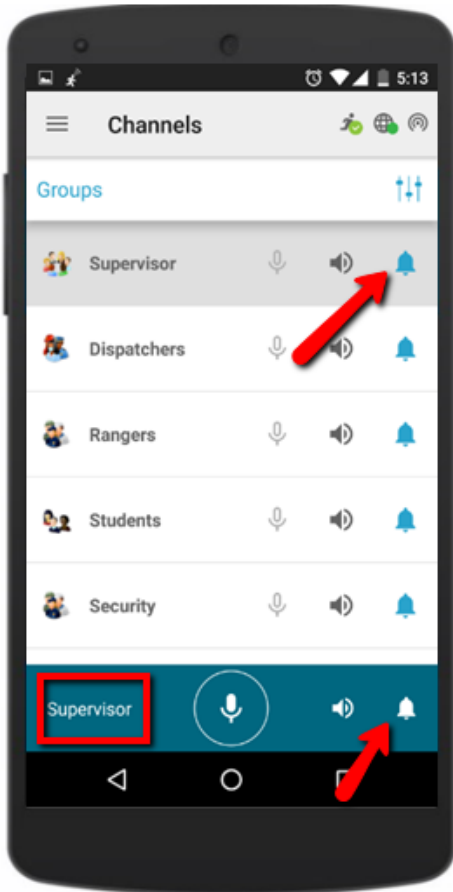 5:13
Channels
Groups
Supervisor
Dispatchers
Rangers
Students
Security
Supervisor